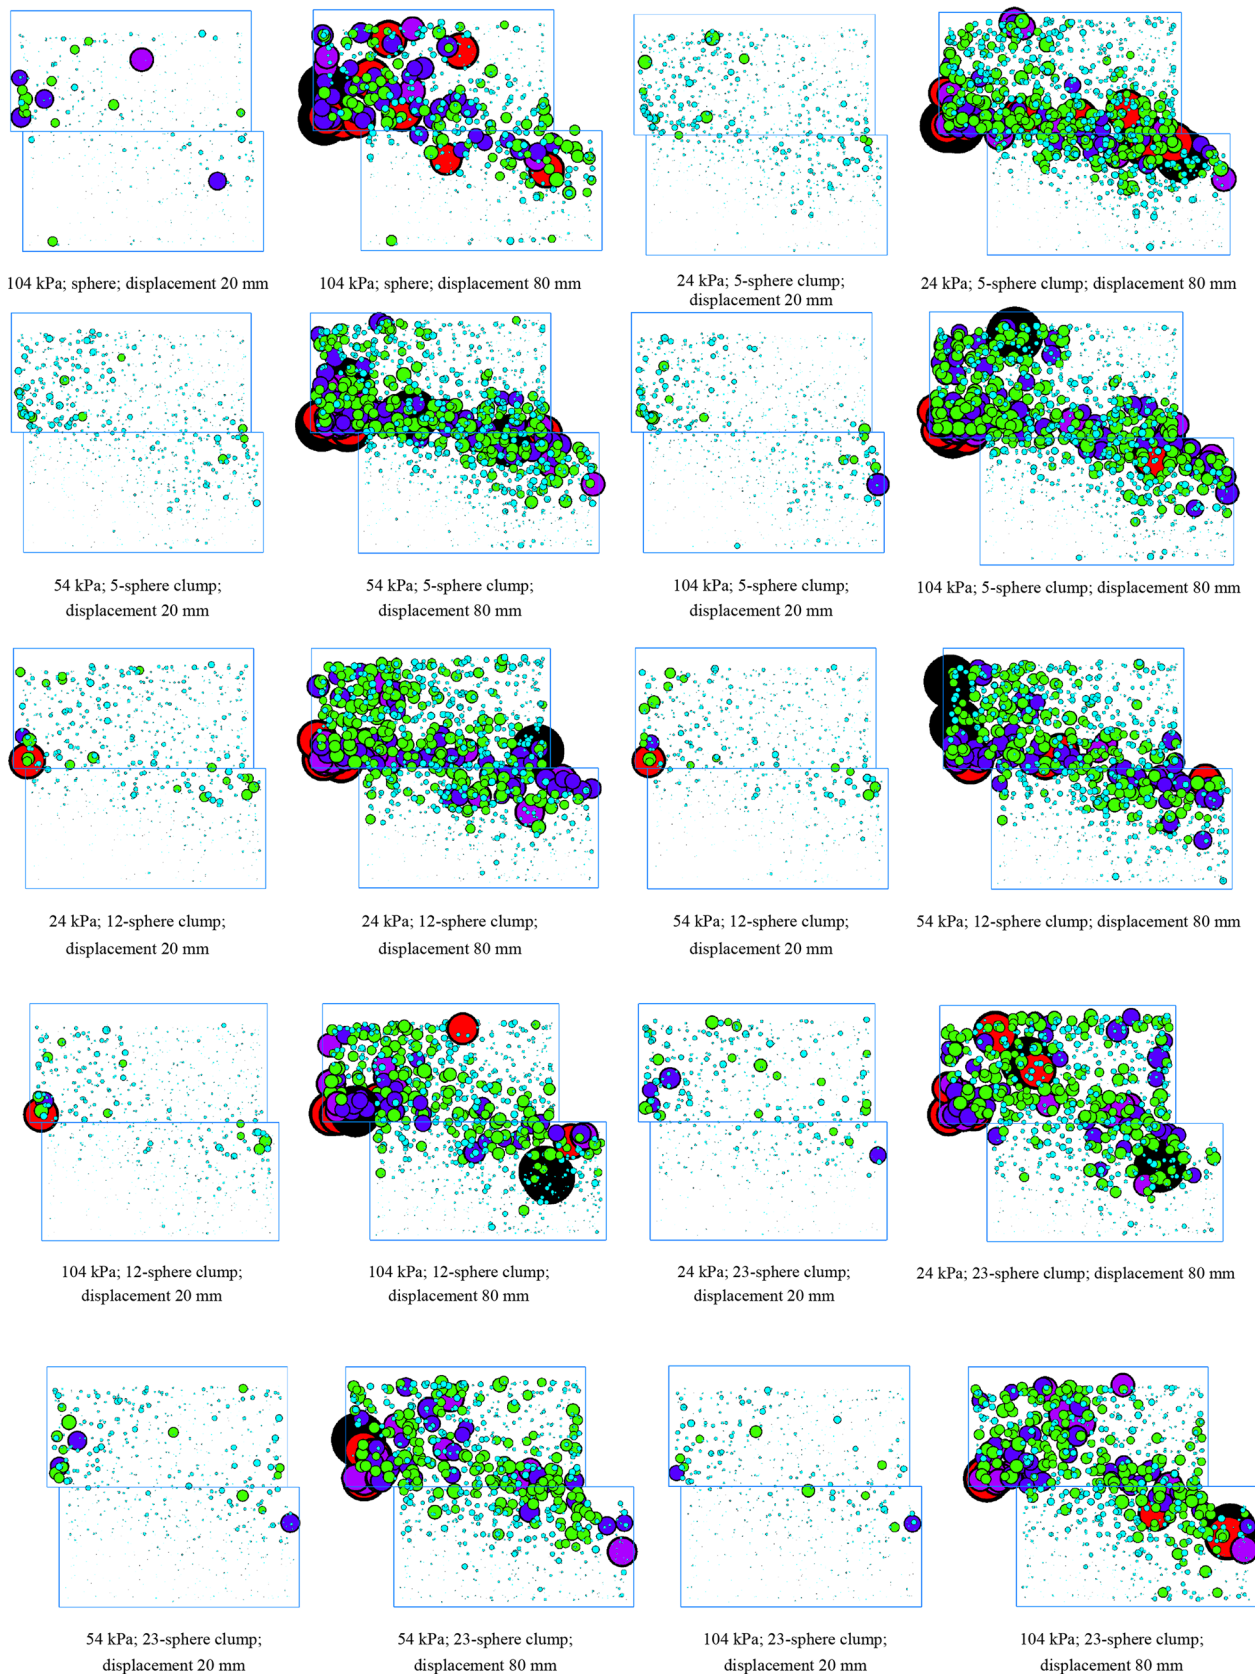 104 kPa; sphere; displacement 20 mm
104 kPa; sphere; displacement 80 mm
24 kPa; 5-sphere clump;
displacement 20 mm
24 kPa; 5-sphere clump; displacement 80 mm
54 kPa; 5-sphere clump;
displacement 20 mm
54 kPa; 5-sphere clump;
displacement 80 mm
104 kPa; 5-sphere clump;
displacement 20 mm
104 kPa; 5-sphere clump; displacement 80 mm
24 kPa; 12-sphere clump;
displacement 20 mm
24 kPa; 12-sphere clump;
displacement 80 mm
54 kPa; 12-sphere clump;
displacement 20 mm
54 kPa; 12-sphere clump; displacement 80 mm
104 kPa; 12-sphere clump;
displacement 20 mm
104 kPa; 12-sphere clump;
displacement 80 mm
24 kPa; 23-sphere clump;
displacement 20 mm
24 kPa; 23-sphere clump; displacement 80 mm
54 kPa; 23-sphere clump;
displacement 20 mm
54 kPa; 23-sphere clump;
displacement 80 mm
104 kPa; 23-sphere clump;
displacement 20 mm
104 kPa; 23-sphere clump;
displacement 80 mm